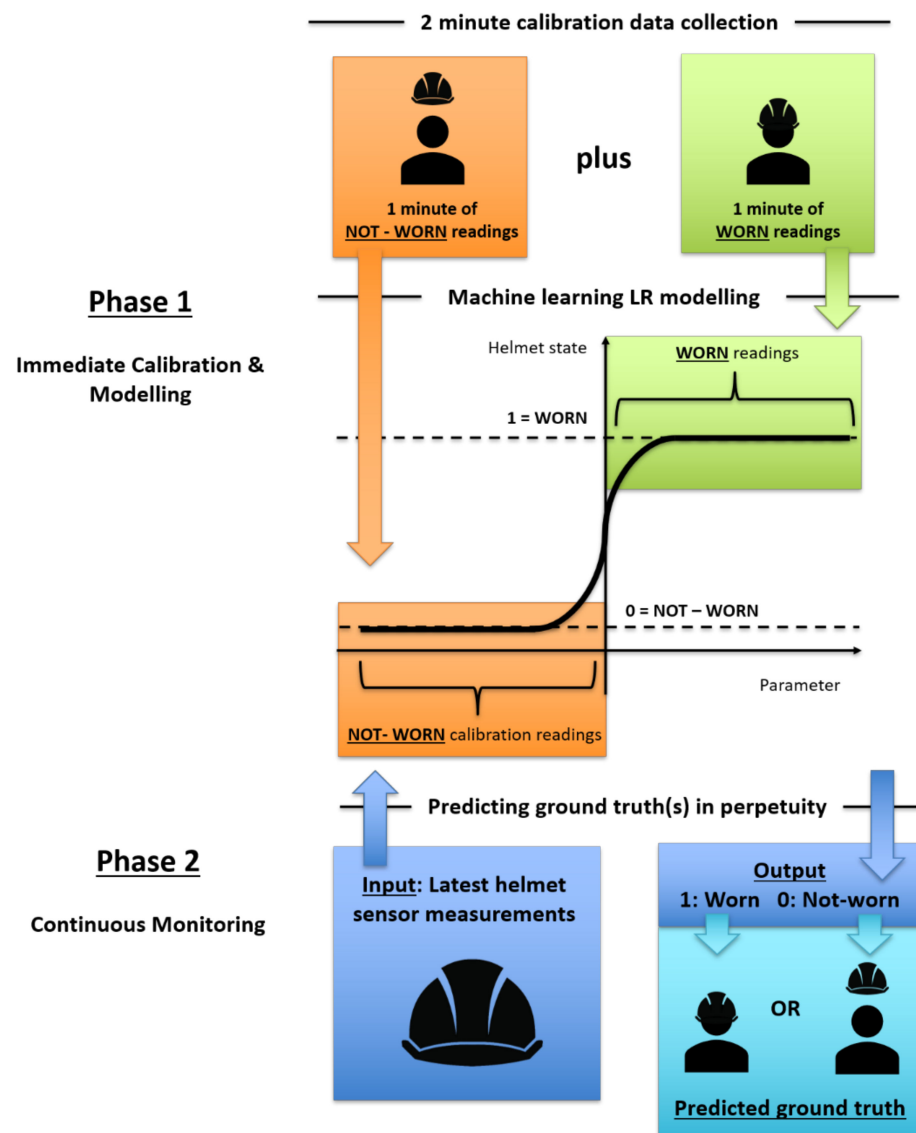 2 minute calibration data collection
1 minute of
NOT - WORN readings
plus
1 minute of
WORN readings
Phase 1
Immediate Calibration &
Modelling
Machine learning LR modelling
Helmet state
WORN readings
1 = WORN
0 = NOT – WORN
Parameter
NOT- WORN calibration readings
Predicting ground truth(s) in perpetuity
Phase 2
Continuous Monitoring
Input: Latest helmet
sensor measurements
Output
1: Worn 0: Not-worn
OR
Predicted ground truth